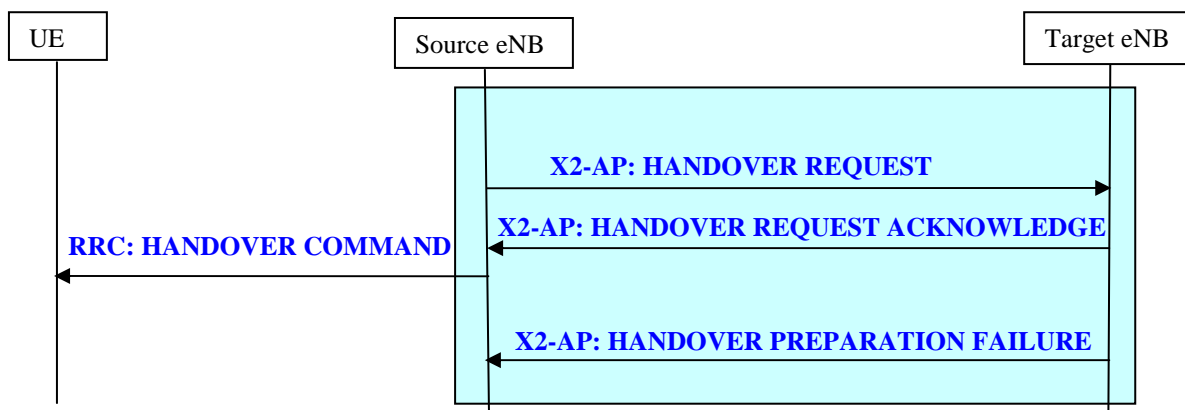 UE
Source eNB
Target eNB
X2-AP: HANDOVER REQUEST
X2-AP: HANDOVER REQUEST ACKNOWLEDGE
RRC: HANDOVER COMMAND
X2-AP: HANDOVER PREPARATION FAILURE